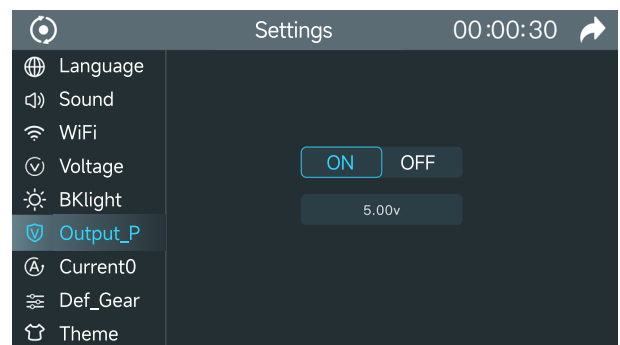 Settings 00:00:30
Language
Sound
WiFi
Voltage
BKlight
Output_P
Current0
Def_Gear
Theme
ON OFF
5.00v